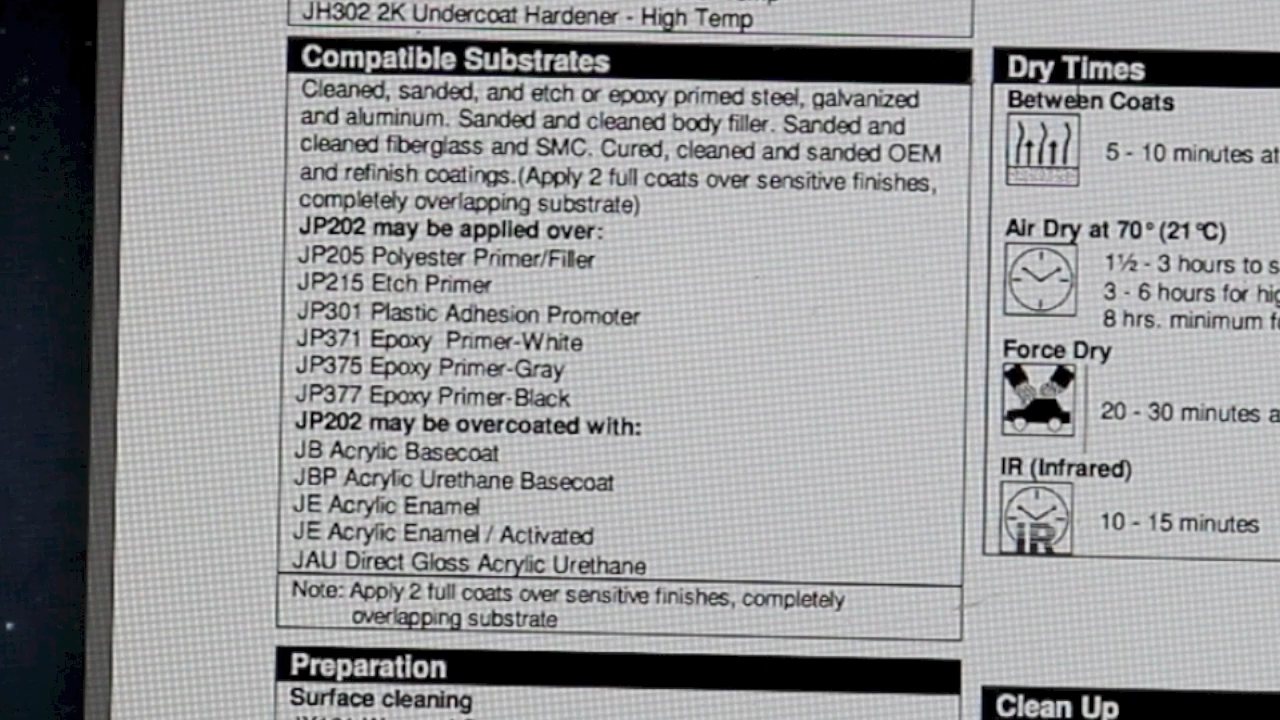 JH302 2K Undercoat Hardener - High Temp
Compatible Substrates
Cleaned, sanded, and etch or epoxy primed steel, galvanized
and aluminum. Sanded and cleaned body filler. Sanded and
cleaned fiberglass and SMC. Cured, cleaned and sanded OEM
and refinish coatings.(Apply 2 full coats over sensitive finishes,
completely overlapping substrate)
JP202 may be applied over:
JP205 Polyester Primer/Filler
JP215 Etch Primer
JP301 Plastic Adhesion Promoter
JP371 Epoxy Primer-White
JP375 Epoxy Primer-Gray
JP377 Epoxy Primer-Black
JP202 may be overcoated with:
JB Acrylic Basecoat
JBP Acrylic Urethane Basecoat
JE Acrylic Enamel
JE Acrylic Enamel / Activated
JAU Direct Gloss Acrylic Urethane
Note: Apply 2 full coats over sensitive finishes, completely
overlapping substrate
Preparation
Surface cleaning
Dry Times
Between Coats
5 - 10 minutes at
Air Dry at 70° (21°C)
1½ - 3 hours to s
3 - 6 hours for hig
8 hrs. minimum f
Force Dry
20 - 30 minutes a
IR (Infrared)
IR
10 - 15 minutes
Clean Up